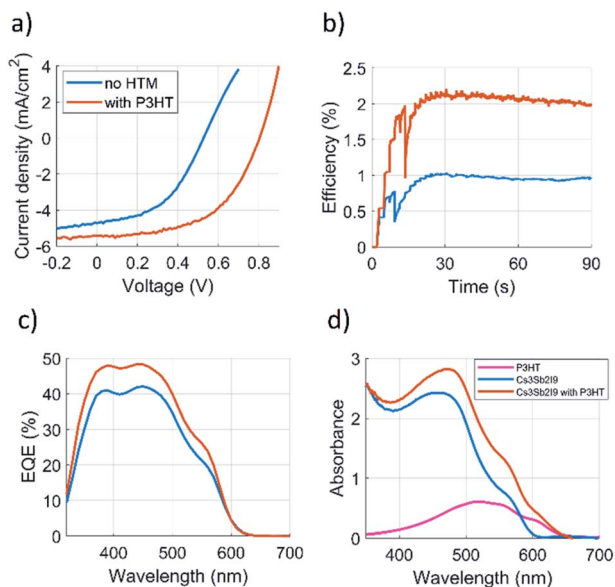 a)
Current density (mA/cm²)
4
2
0
-2
-4
-6
no HTM
with P3HT
-0.2 0 0.2 0.4 0.6 0.8
Voltage (V)
b)
Efficiency (%)
2.5
2
1.5
1
0.5
0
0 30 60 90
Time (s)
c)
EQE (%)
50
40
30
20
10
0
400 500 600 700
Wavelength (nm)
d)
Absorbance
3
2
1
0
P3HT
Cs3Sb2I9
Cs3Sb2I9 with P3HT
400 500 600 700
Wavelength (nm)